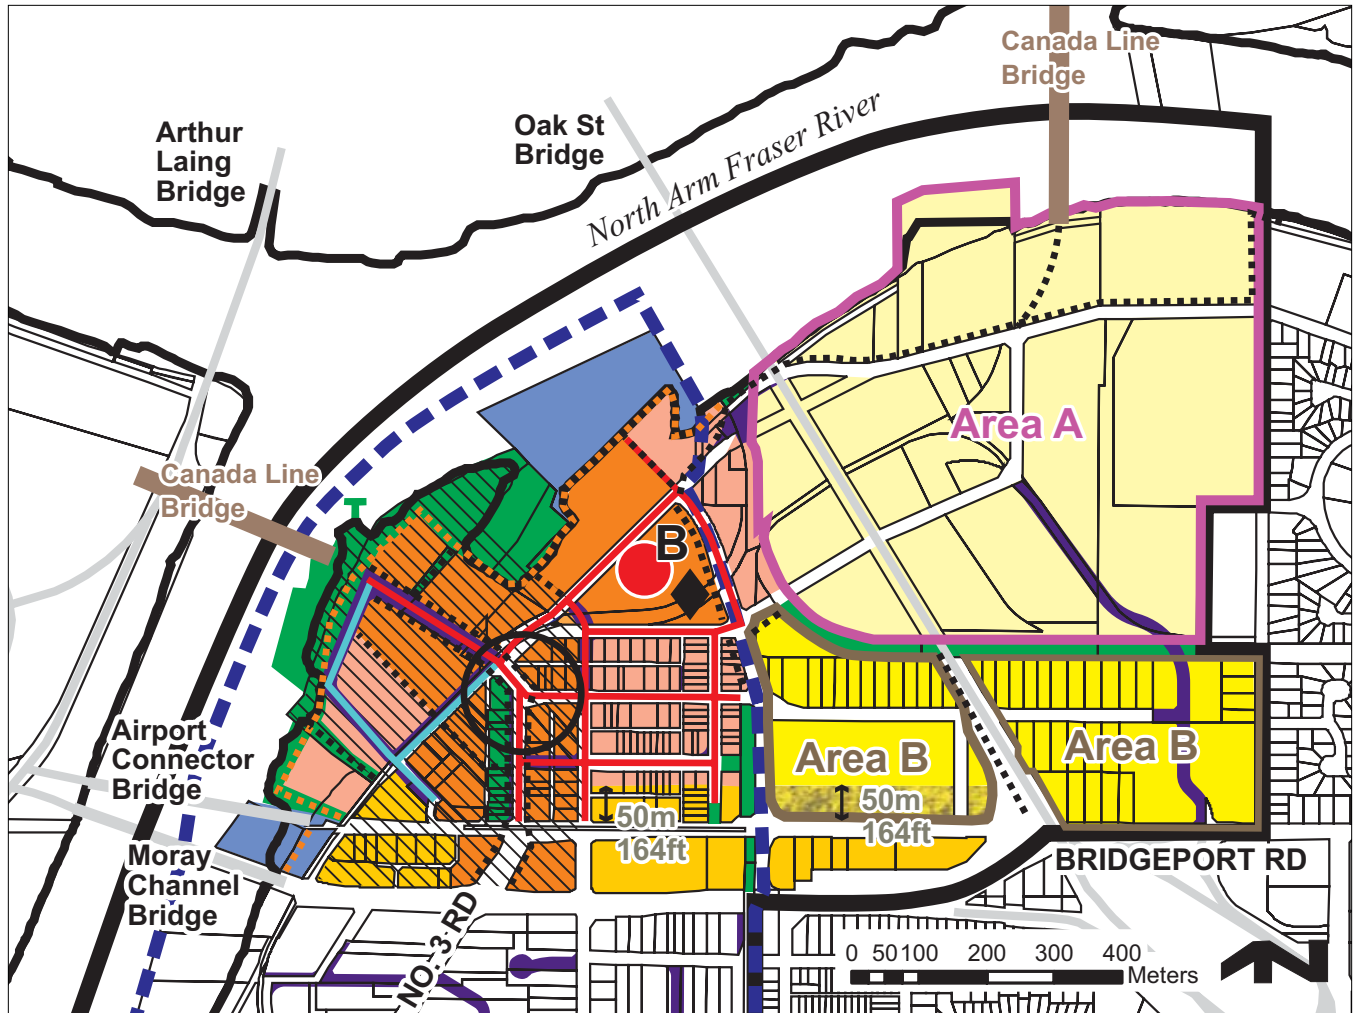 Canada Line
Bridge
Arthur
Laing
Bridge
Oak St
Bridge
North Arm Fraser River
Area A
Canada Line
Bridge
B
Airport
Connector
Bridge
Area B
Area B
50m
164ft
50m
164ft
Moray
Channel
Bridge
BRIDGEPORT RD
NO. 3 RD
0 50 100 200 300 400
Meters
N